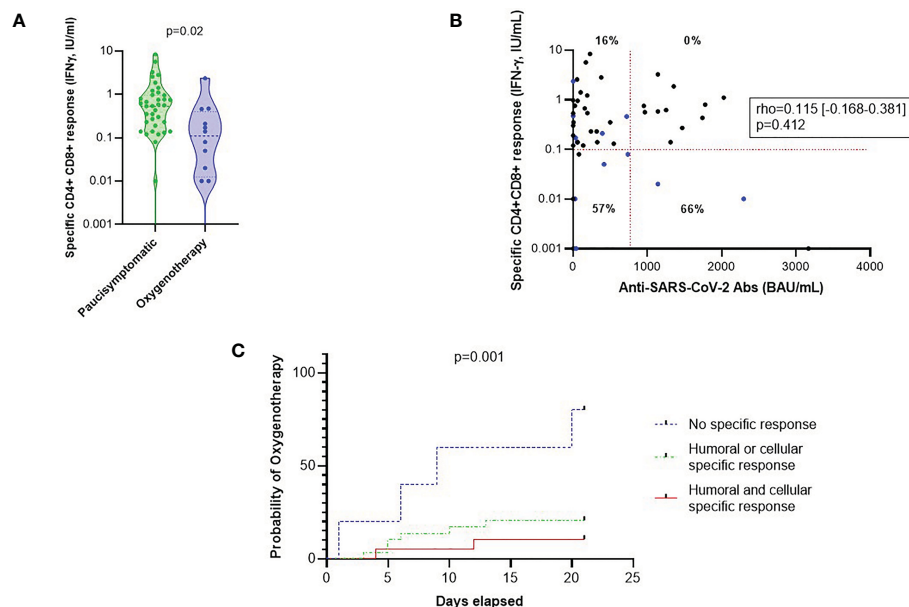 A
p=0.02
Specific CD4+ CD8+ response (IFNγ, IU/ml)
10
1
0.1
0.01
0.001
Paucisymptomatic
Oxygenotherapy
B
16%
0%
Specific CD4+CD8+ response (IFN-γ, IU/mL)
10
1
0.1
0.01
0.001
rho=0.115 [-0.168-0.381]
p=0.412
57%
66%
0
1000
2000
3000
4000
Anti-SARS-CoV-2 Abs (BAU/mL)
C
p=0.001
Probability of Oxygenotherapy
100
50
0
0
5
10
15
20
25
Days elapsed
No specific response
Humoral or cellular
specific response
Humoral and cellular
specific response